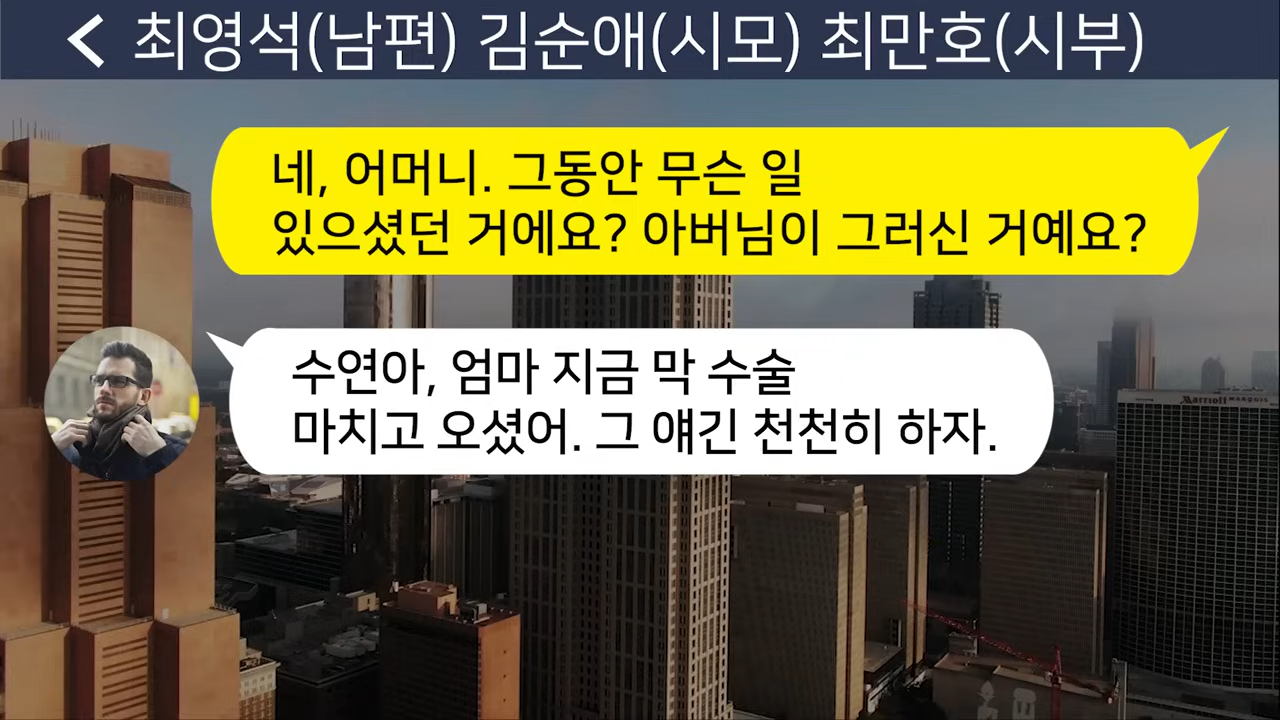 최영석(남편) 김순애(시모) 최만호(시부)
네, 어머니. 그동안 무슨 일
있으셨던 거에요? 아버님이 그러신 거예요?
수연아, 엄마 지금 막 수술
마치고 오셨어. 그 얘긴 천천히 하자.
Marriott MARQUIS